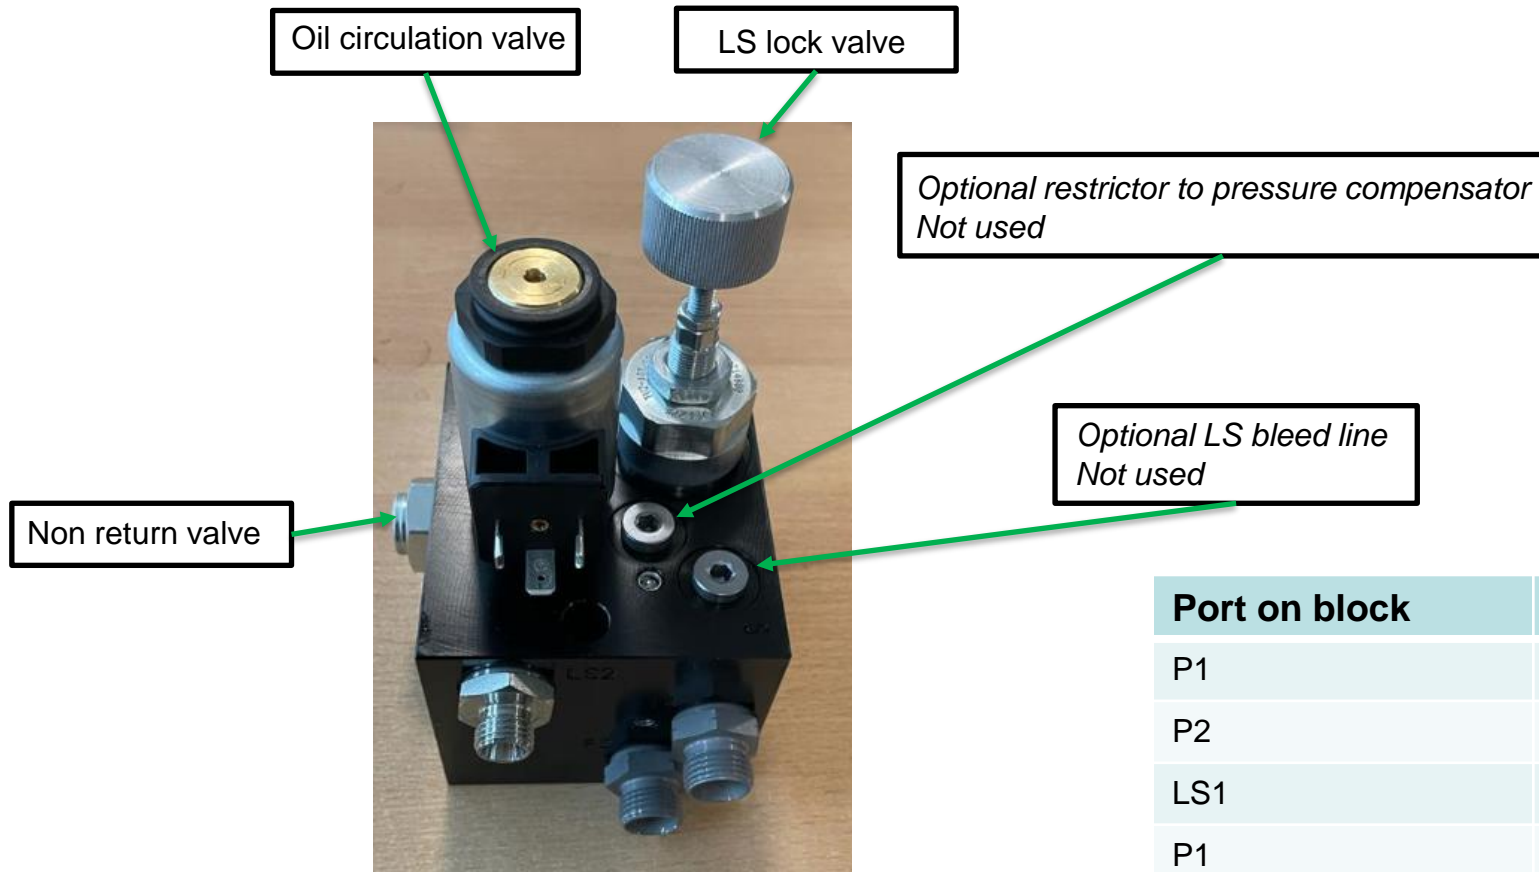 Oil circulation valve
LS lock valve
Optional restrictor to pressure compensator
Not used
Optional LS bleed line
Not used
Non return valve
LS2
Port on block
P1
P2
LS1
P1